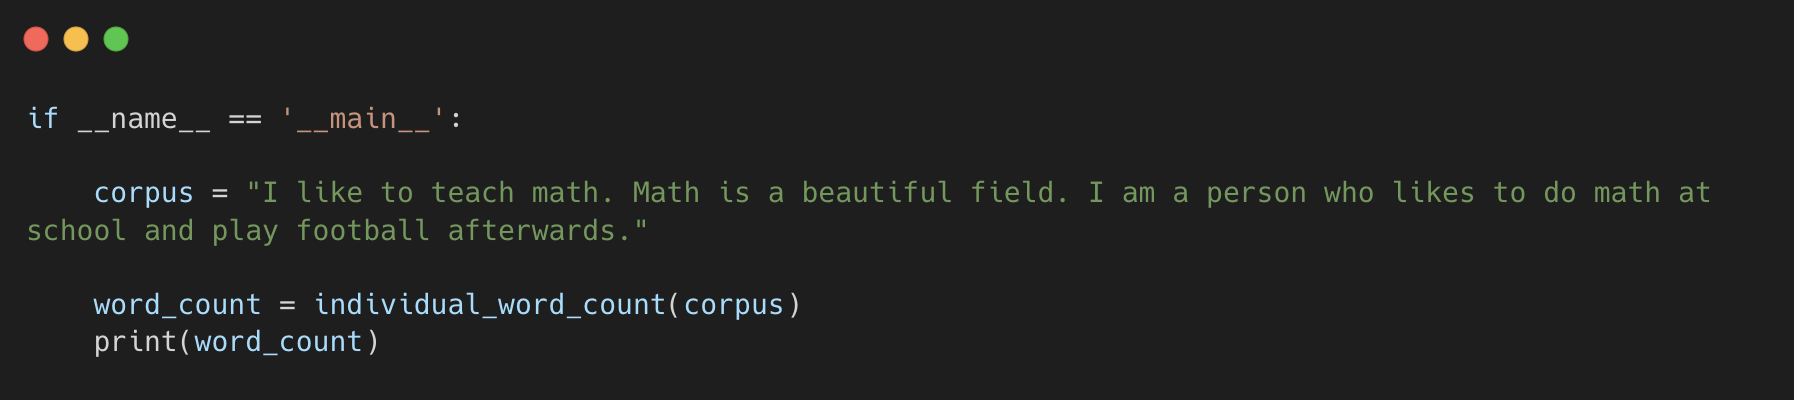 if __name__ == '__main__':
    corpus = "I like to teach math. Math is a beautiful field. I am a person who likes to do math at
school and play football afterwards."
    word_count = individual_word_count(corpus)
    print(word_count)